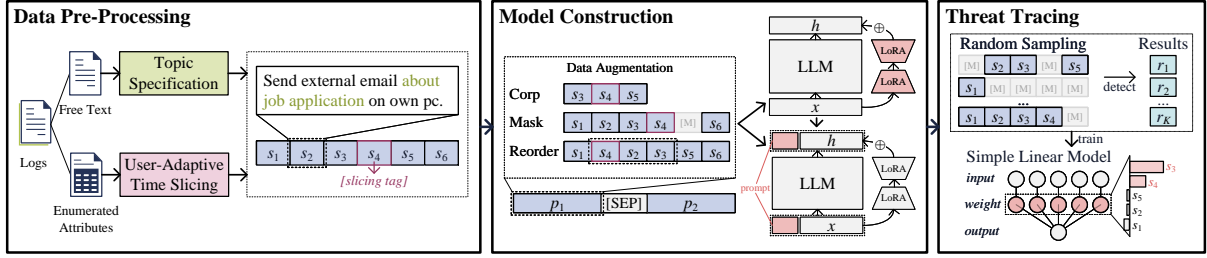 Data Pre-Processing
Topic
Specification
Free Text
Logs
User-Adaptive
Time Slicing
Enumerated
Attributes
Send external email about
job application on own pc.
s1 s2 s3 s4 s5 s6
[slicing tag]
Model Construction
Data Augmentation
Corp
s3 s4 s5
Mask
s1 s2 s3 s4 [M] s6
Reorder
s1 s4 s2 s3 s5 s6
p1 [SEP] p2
h
⊕
LoRA
LLM
LoRA
x
h
⊕
LoRA
prompt
LLM
LoRA
x
Threat Tracing
Random Sampling
Results
[M] s2 s3 [M] s5
r1
s1 [M] [M] [M] [M]
detect
r2
...
...
s1 s2 s3 s4 [M]
rK
train
Simple Linear Model
input
weight
output
s3
s4
s5
s2
s1